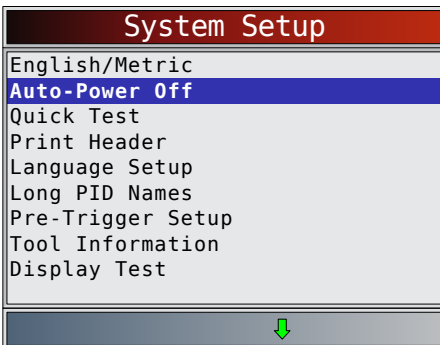 System Setup
English/Metric
Auto-Power Off
Quick Test
Print Header
Language Setup
Long PID Names
Pre-Trigger Setup
Tool Information
Display Test